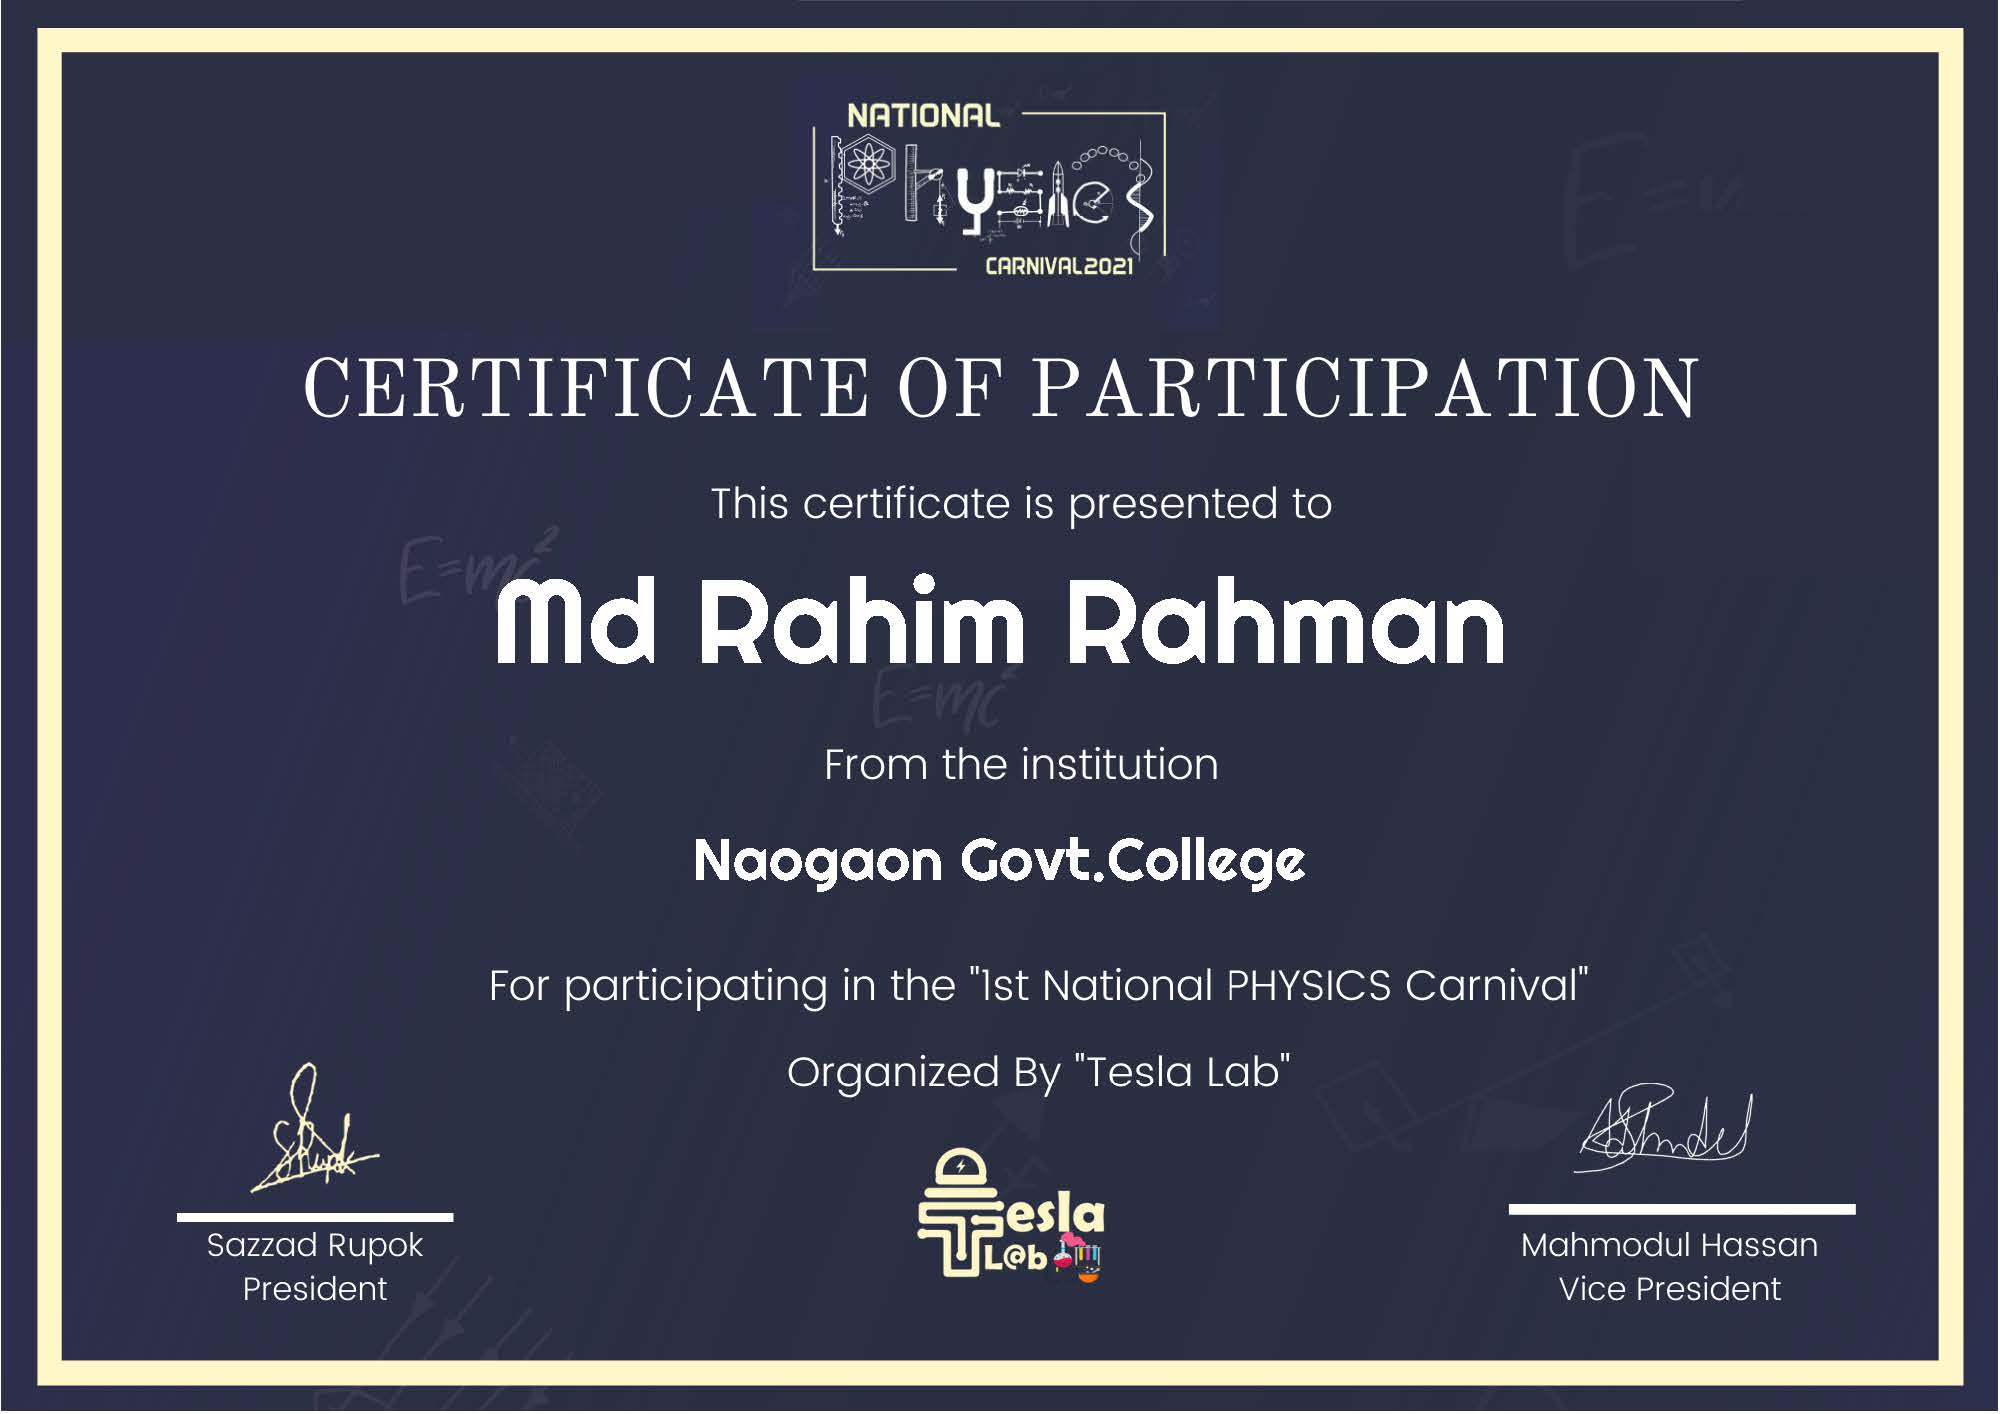 NATIONAL
Physics
CARNIVAL2021
E=m
CERTIFICATE OF PARTICIPATION
This certificate is presented to
E=mc²
Md Rahim Rahman
E=mc²
From the institution
Naogaon Govt.College
For participating in the "1st National PHYSICS Carnival"
Organized By "Tesla Lab"
Tesla
L@b
Sazzad Rupok
President
Mahmodul Hassan
Vice President